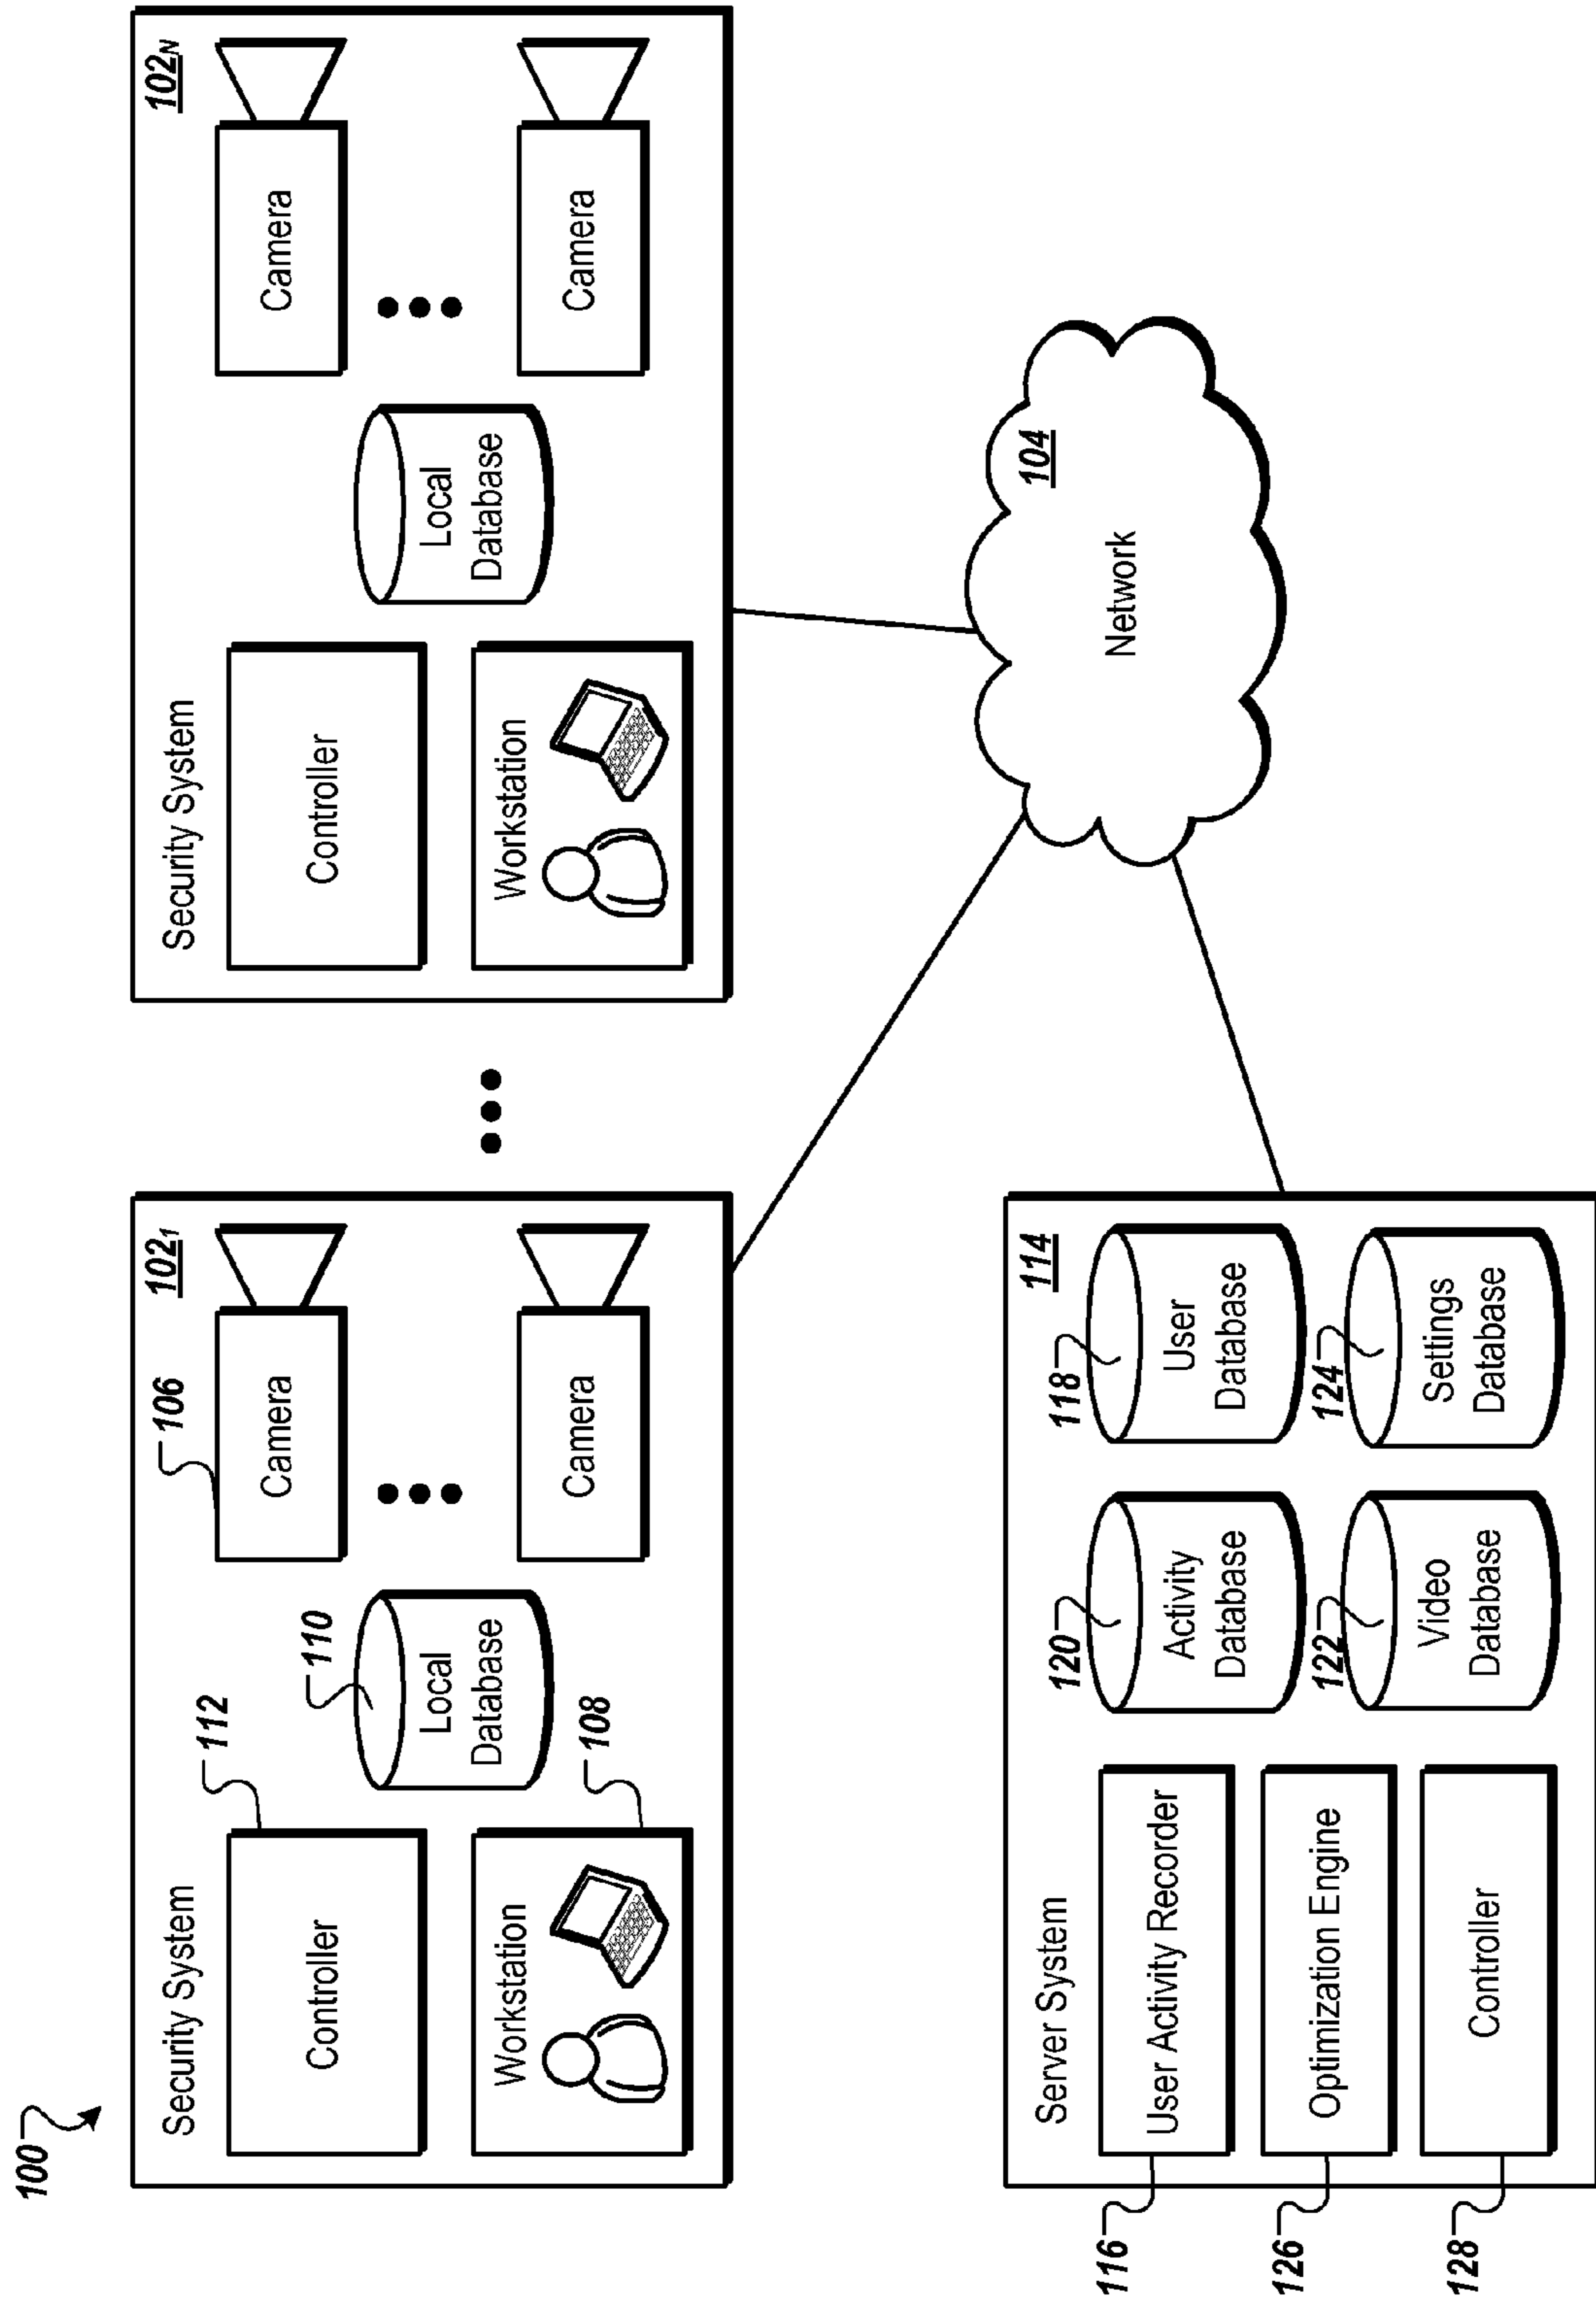 100
Security System
102₁
Controller
112
Local
Database
110
Camera
106
Workstation
108
Camera
Security System
102N
Controller
Local
Database
Camera
Workstation
Camera
Network
104
Server System
114
User Activity Recorder
116
Optimization Engine
126
Controller
128
Activity
Database
120
User
Database
118
Video
Database
122
Settings
Database
124